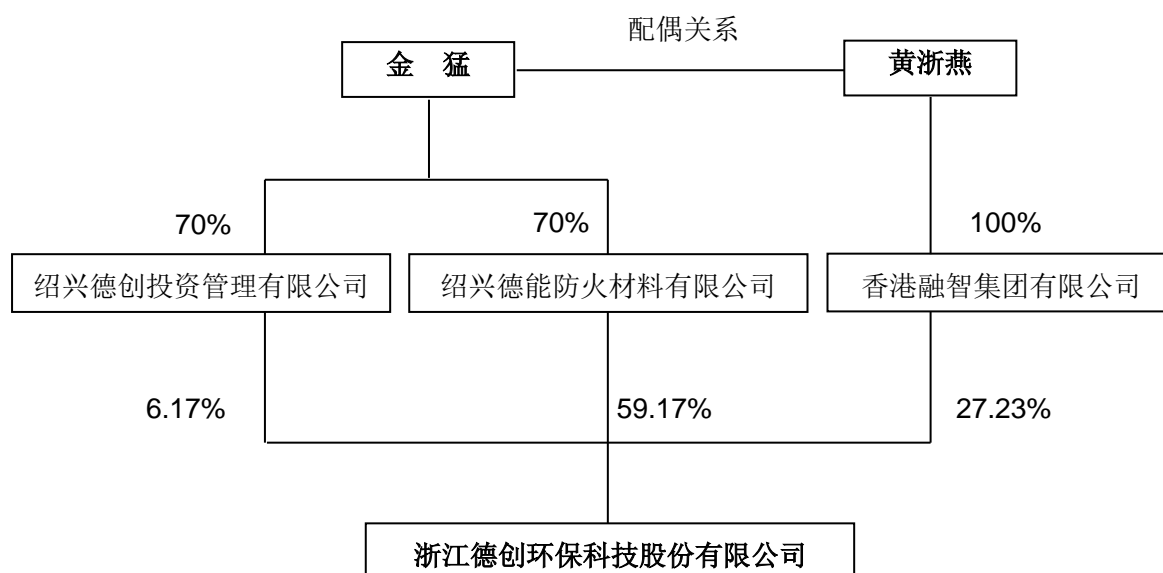 配偶关系
金 猛
黄浙燕
70%
70%
100%
绍兴德创投资管理有限公司
绍兴德能防火材料有限公司
香港融智集团有限公司
6.17%
59.17%
27.23%
浙江德创环保科技股份有限公司